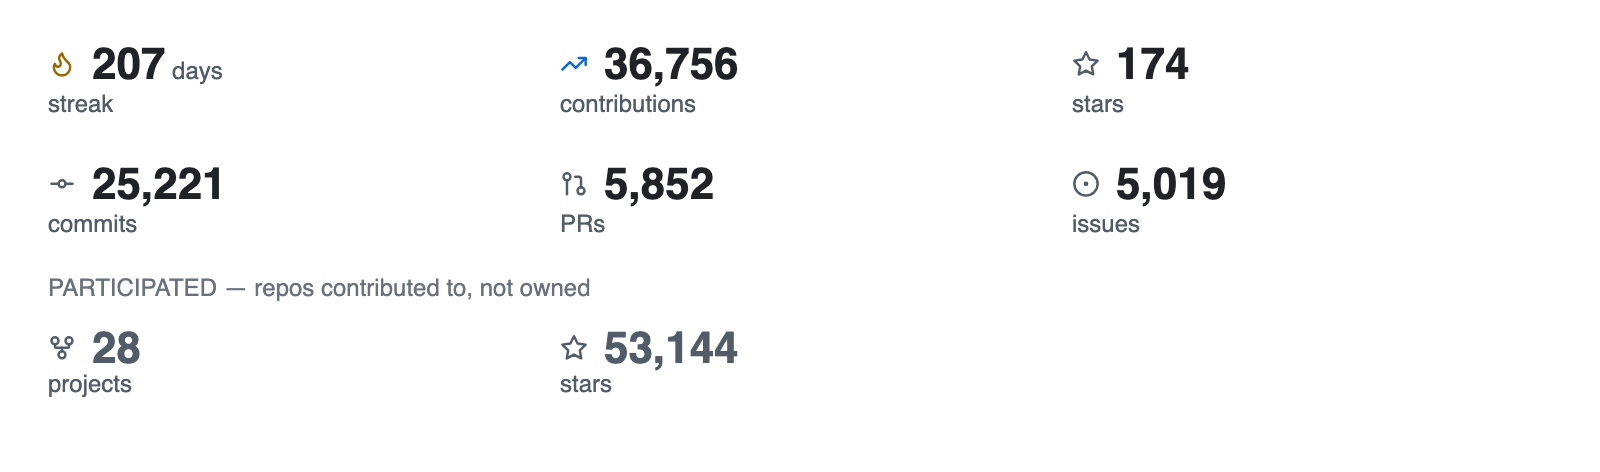 207 days
streak
36,756
contributions
174
stars
25,221
commits
5,852
PRs
5,019
issues
PARTICIPATED — repos contributed to, not owned
28
projects
53,144
stars